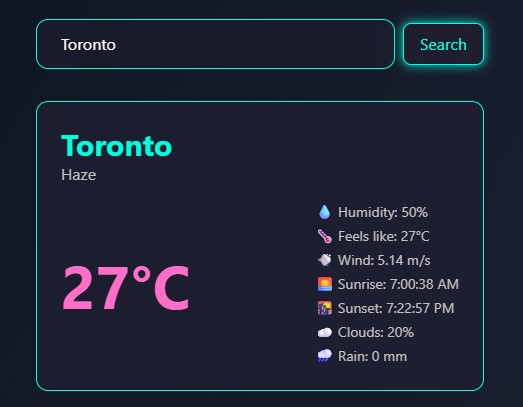 Toronto
Search
Toronto
Haze
27°C
Humidity: 50%
Feels like: 27°C
Wind: 5.14 m/s
Sunrise: 7:00:38 AM
Sunset: 7:22:57 PM
Clouds: 20%
Rain: 0 mm